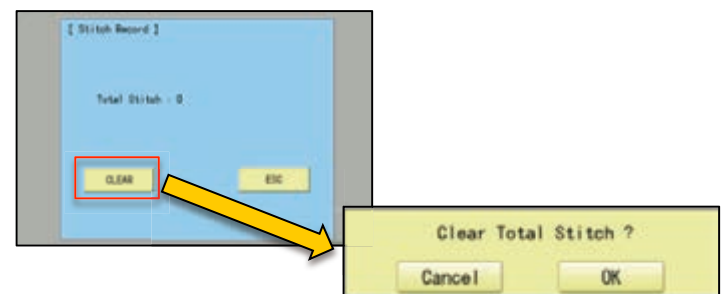 [ Stitch Record ]
Total Stitch : 0
CLEAR
ESC
Clear Total Stitch ?
Cancel
OK